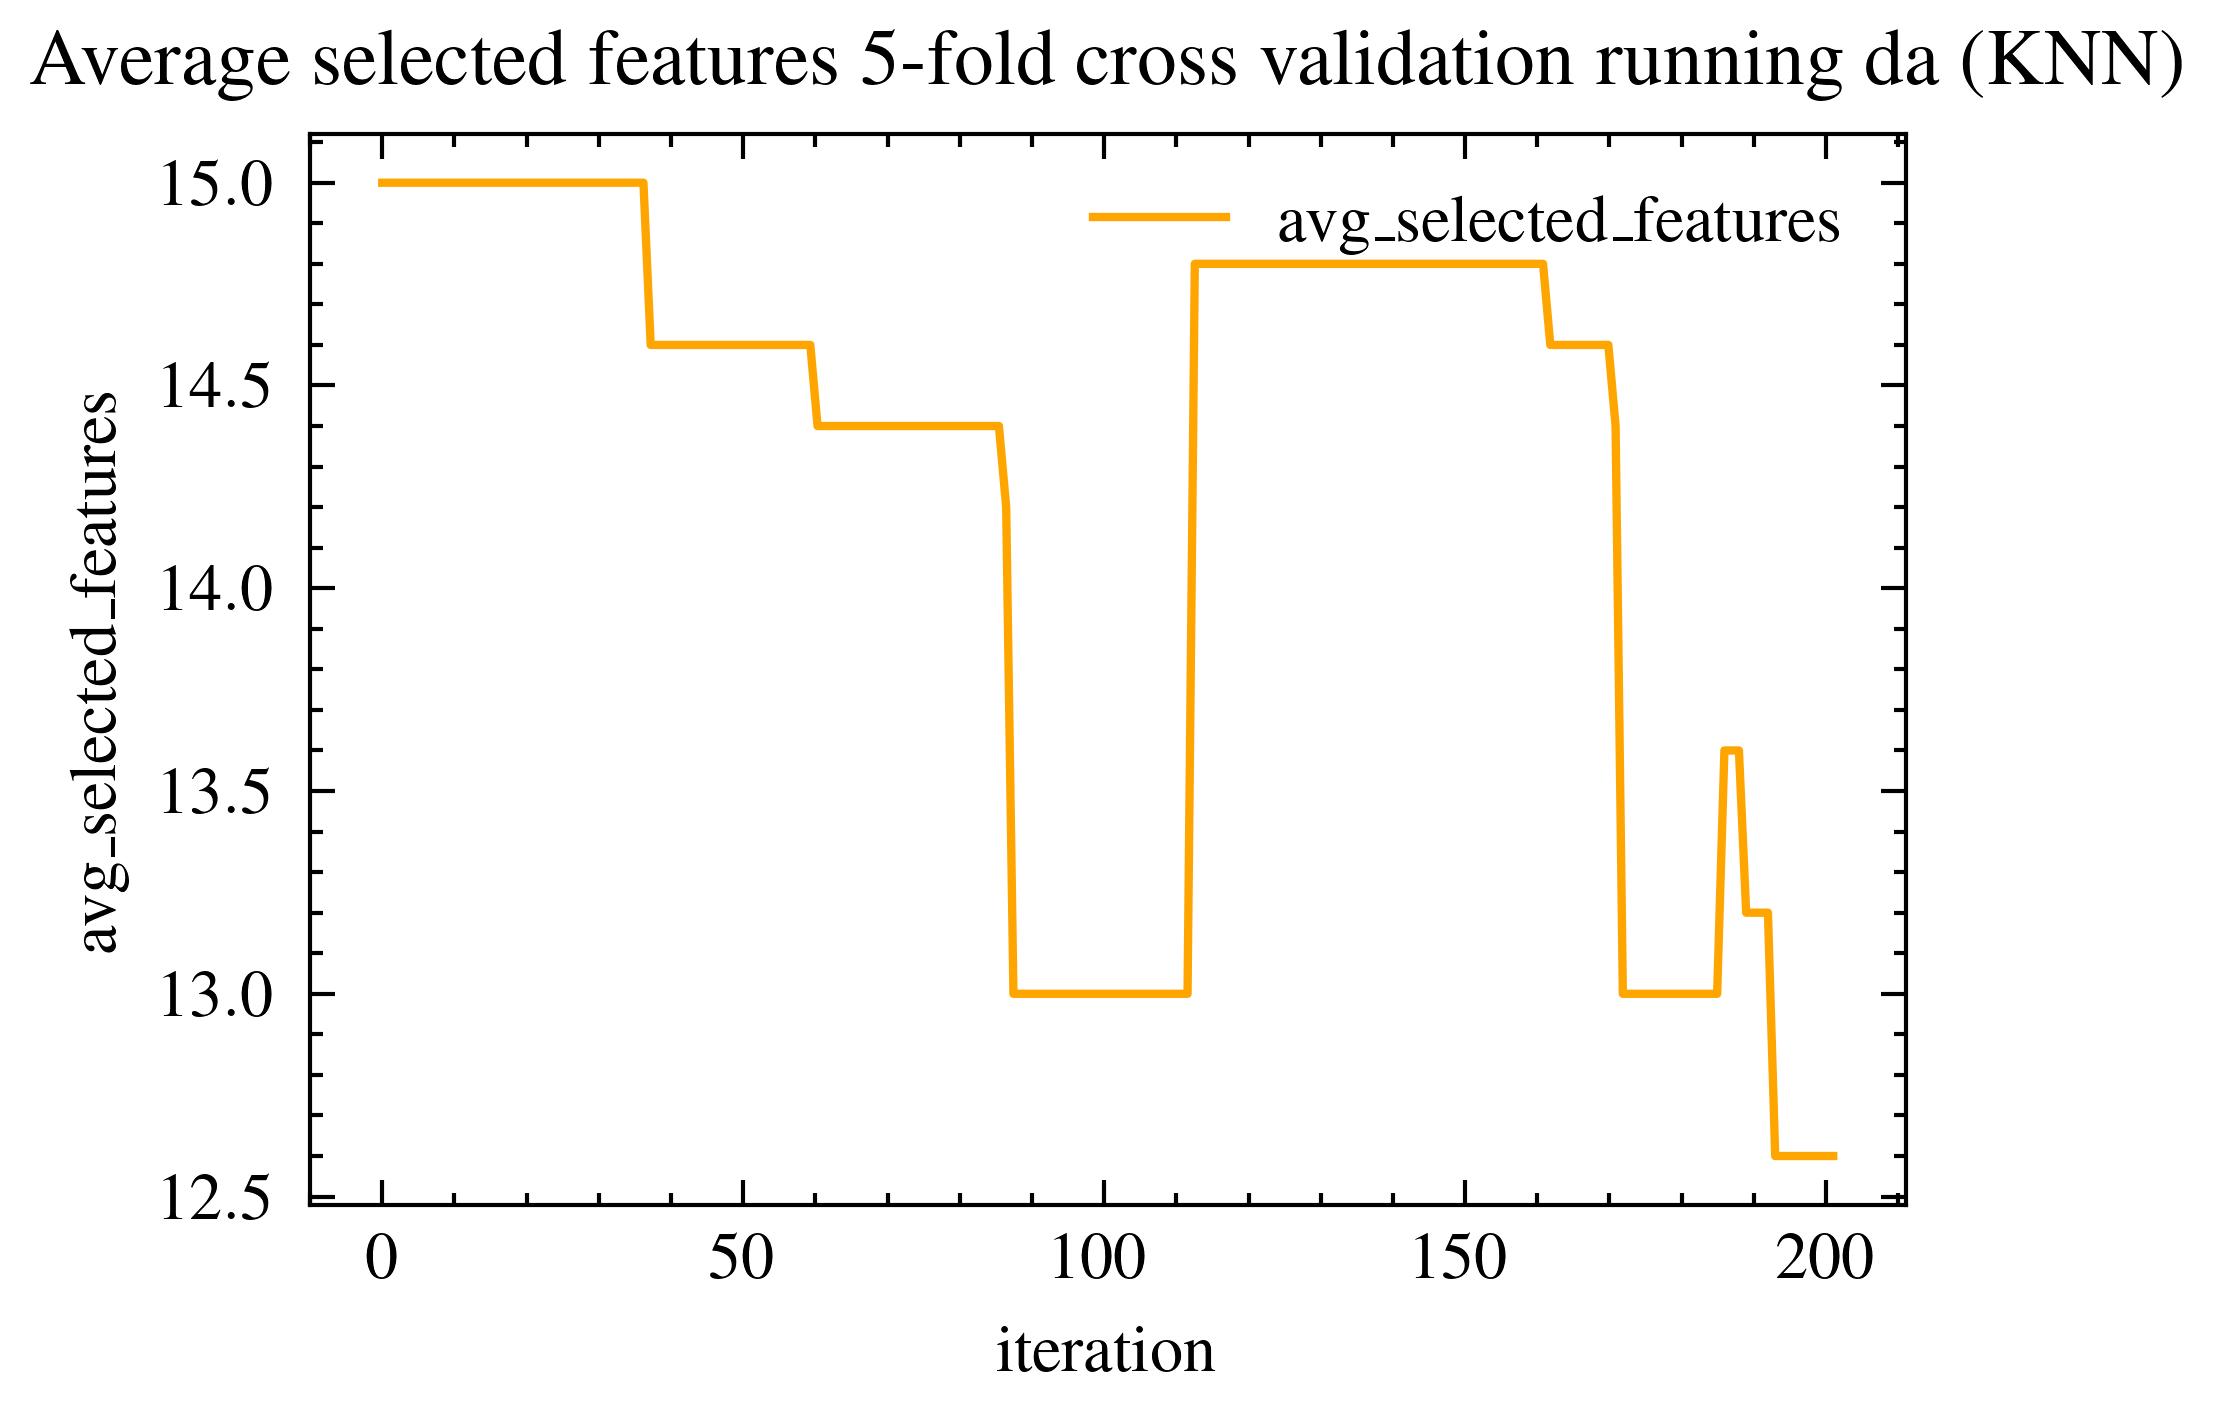 Average selected features 5-fold cross validation running da (KNN)
avg_selected_features
15.0
14.5
14.0
13.5
13.0
12.5
avg_selected_features
0 50 100 150 200
iteration